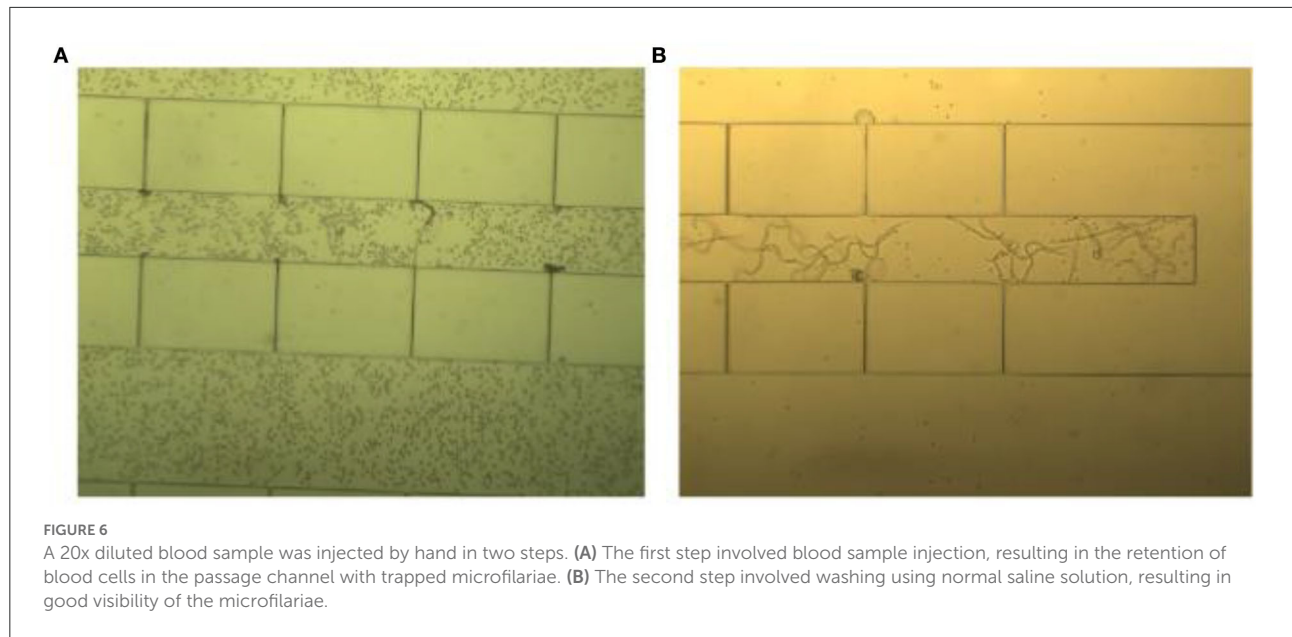 A
B
FIGURE 6
A 20x diluted blood sample was injected by hand in two steps. (A) The first step involved blood sample injection, resulting in the retention of
blood cells in the passage channel with trapped microfilariae. (B) The second step involved washing using normal saline solution, resulting in
good visibility of the microfilariae.